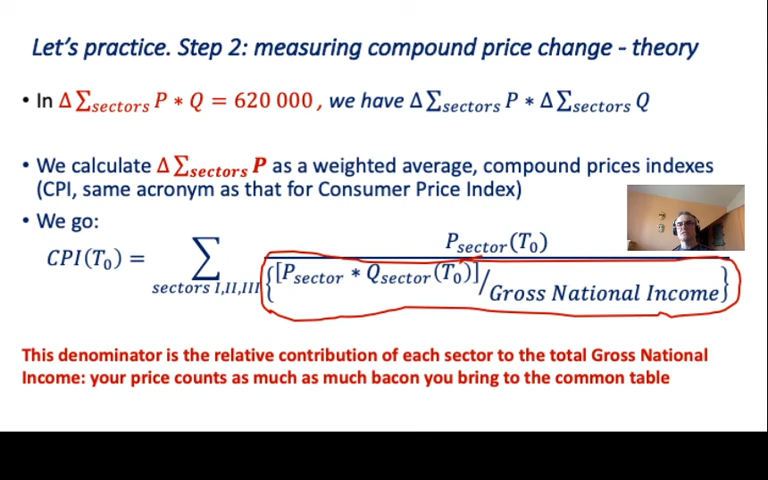 Let's practice. Step 2: measuring compound price change - theory
• In Δ∑sectors P * Q = 620 000, we have Δ∑sectors P * Δ∑sectors Q
• We calculate Δ∑sectors P as a weighted average, compound prices indexes
(CPI, same acronym as that for Consumer Price Index)
• We go:
CPI(T₀) = ∑ sectors I,II,III Psector(T₀)
{[Psector * Qsector(T₀)]/Gross National Income}
This denominator is the relative contribution of each sector to the total Gross National
Income: your price counts as much as much bacon you bring to the common table